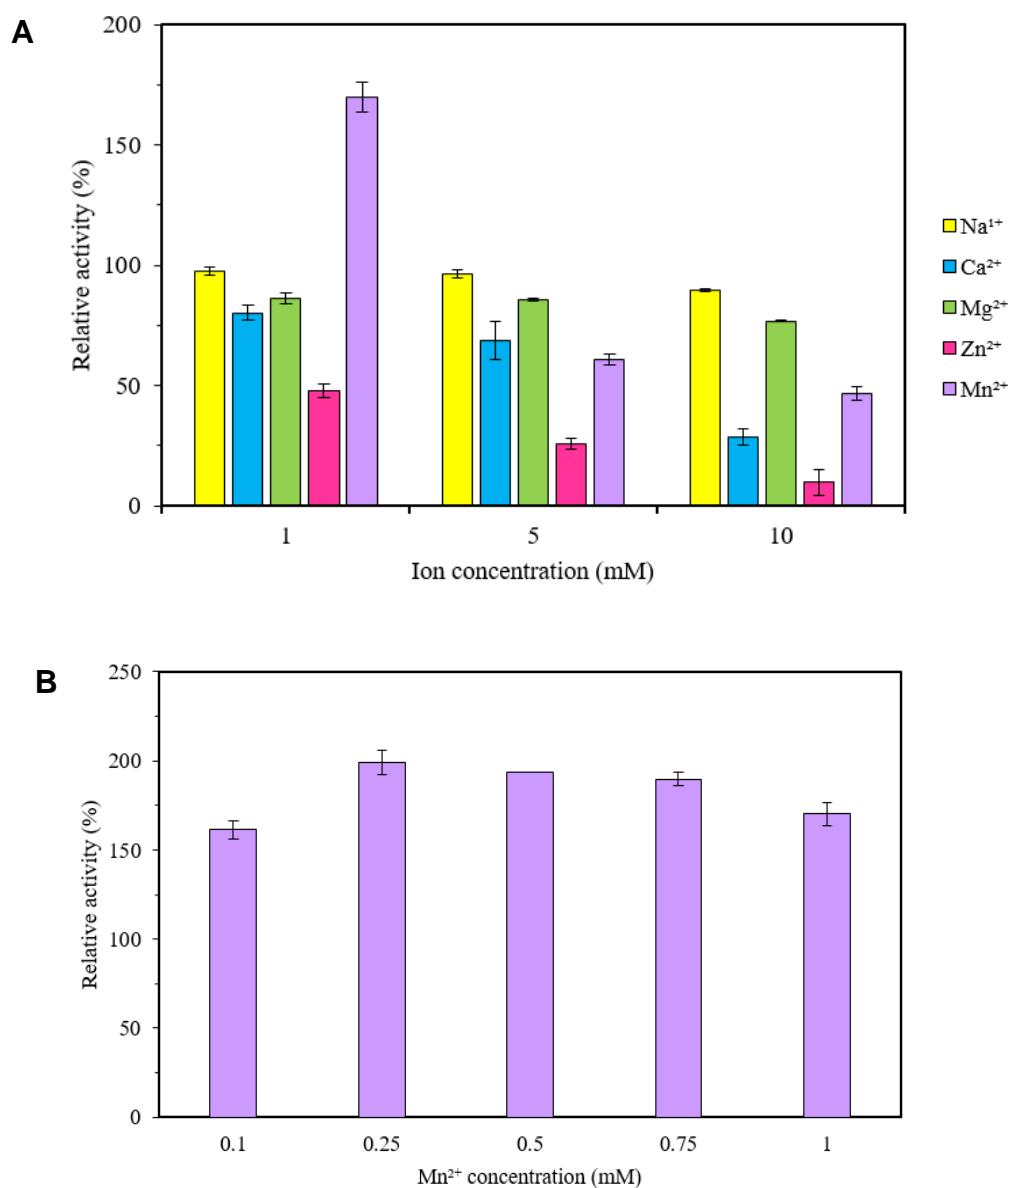 A
200
150
100
50
0
Relative activity (%)
1 5 10
Ion concentration (mM)
Na¹⁺
Ca²⁺
Mg²⁺
Zn²⁺
Mn²⁺
B
250
200
150
100
50
0
Relative activity (%)
0.1 0.25 0.5 0.75 1
Mn²⁺ concentration (mM)